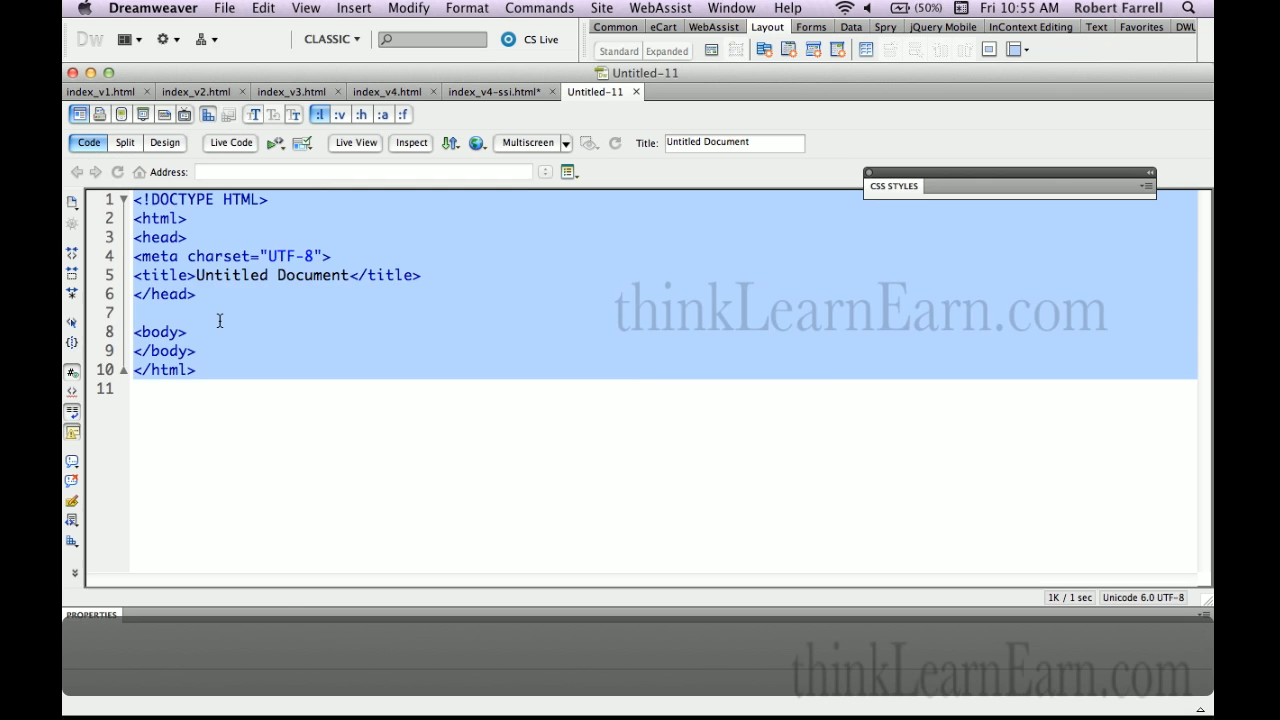 Dreamweaver File Edit View Insert Modify Format Commands Site WebAssist Window Help (50%) Fri 10:55 AM Robert Farrell
Common eCart WebAssist Layout Forms Data Spry jQuery Mobile InContext Editing Text Favorites DWL
Dw CLASSIC CS Live Standard Expanded
Untitled-11
index_v1.html index_v2.html index_v3.html index_v4.html index_v4-ssi.html* Untitled-11
:l :v :h :a :f
Code Split Design Live Code Live View Inspect Multiscreen Title: Untitled Document
Address:
CSS STYLES
1 <!DOCTYPE HTML>
2 <html>
3 <head>
4 <meta charset="UTF-8">
5 <title>Untitled Document</title>
6 </head>
7
8 <body>
9 </body>
10 </html>
11
thinkLearnEarn.com
1K / 1 sec Unicode 6.0 UTF-8
PROPERTIES
thinkLearnEarn.com